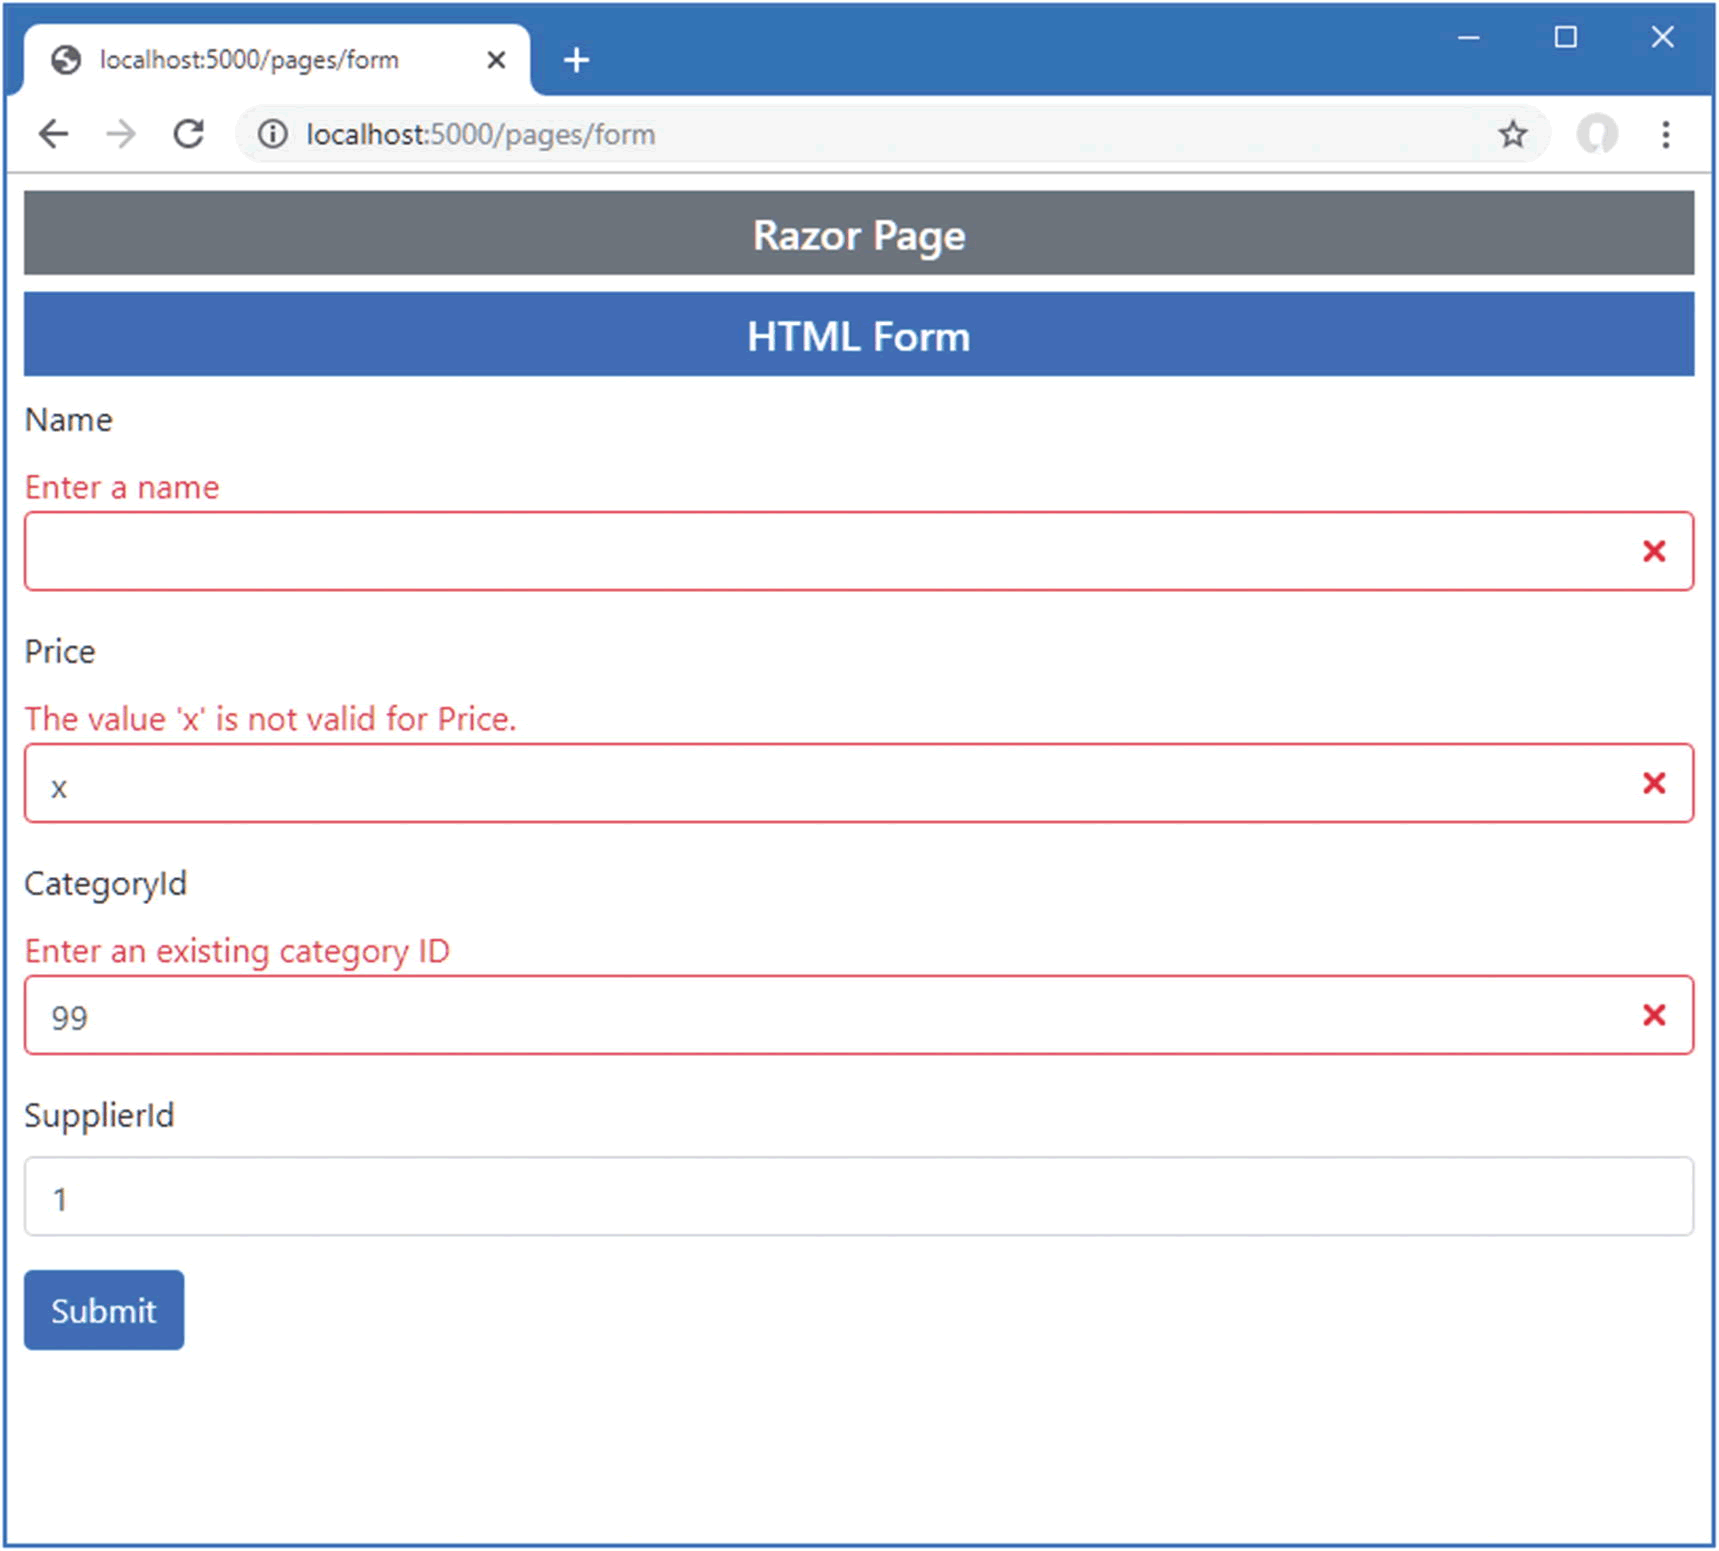 localhost:5000/pages/form
localhost:5000/pages/form
Razor Page
HTML Form
Name
Enter a name
Price
The value 'x' is not valid for Price.
x
CategoryId
Enter an existing category ID
99
SupplierId
1
Submit